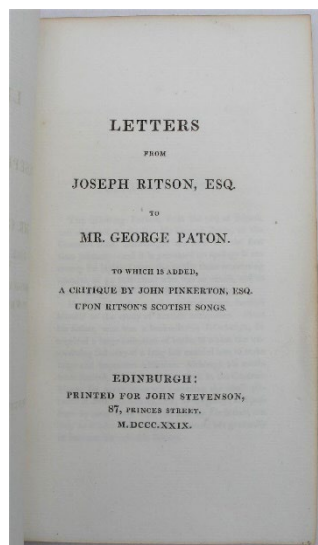 LETTERS
FROM
JOSEPH RITSON, ESQ.
TO
MR. GEORGE PATON.
TO WHICH IS ADDED,
A CRITIQUE BY JOHN PINKERTON, ESQ.
UPON RITSON'S SCOTISH SONGS.
EDINBURGH:
PRINTED FOR JOHN STEVENSON,
87, PRINCES STREET.
M.DCCC.XXIX.